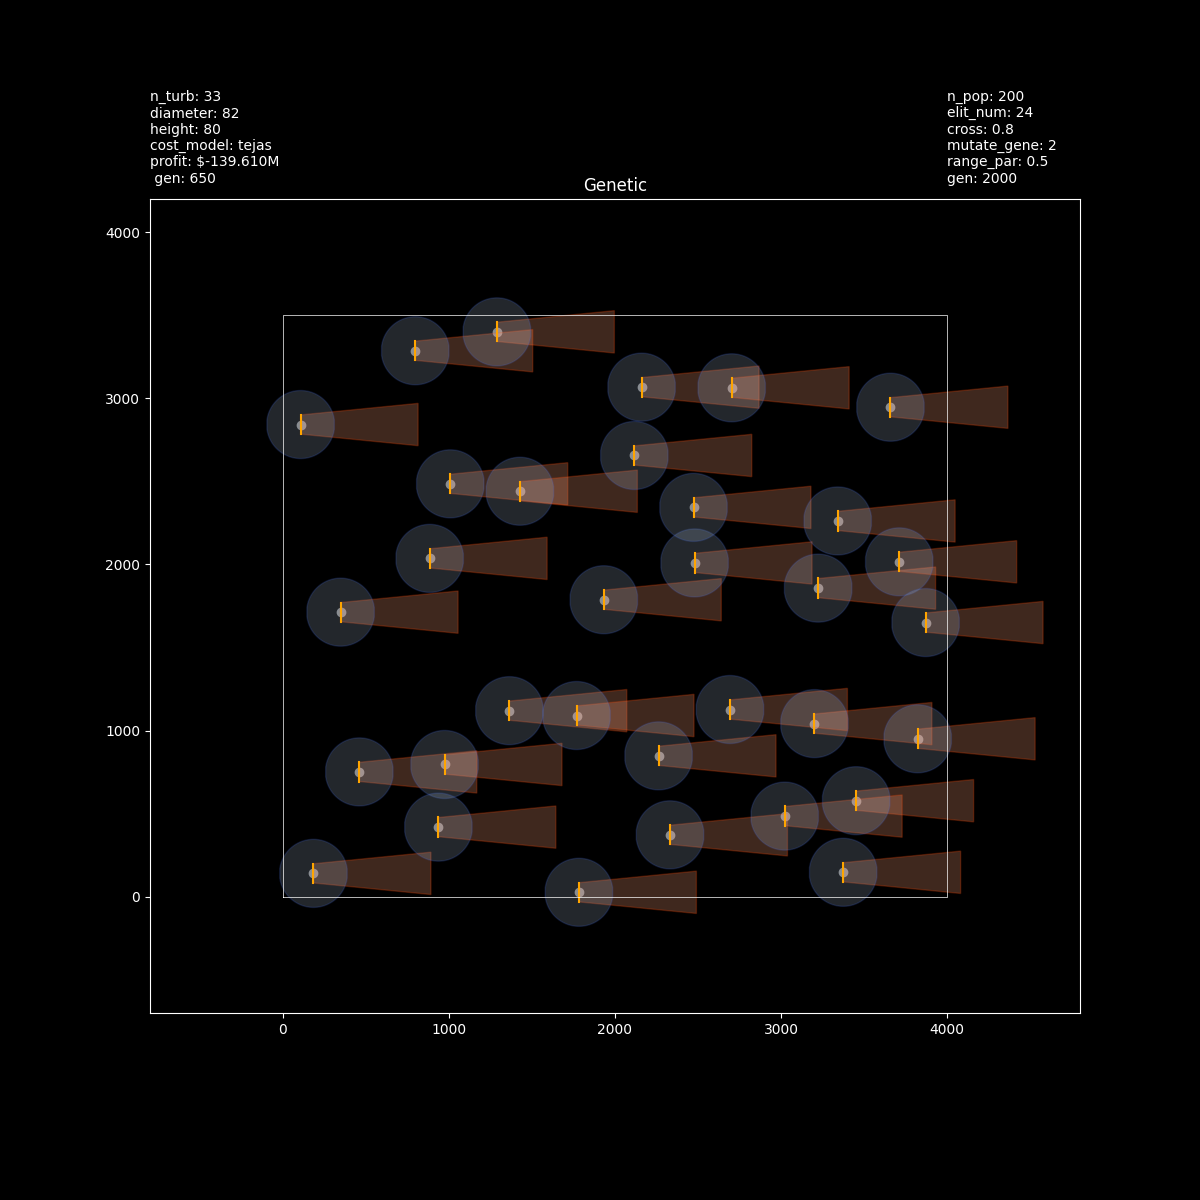 n_turb: 33
diameter: 82
height: 80
cost_model: tejas
profit: $-139.610M
gen: 650
n_pop: 200
elit_num: 24
cross: 0.8
mutate_gene: 2
range_par: 0.5
gen: 2000
Genetic
4000
3000
2000
1000
0
0
1000
2000
3000
4000